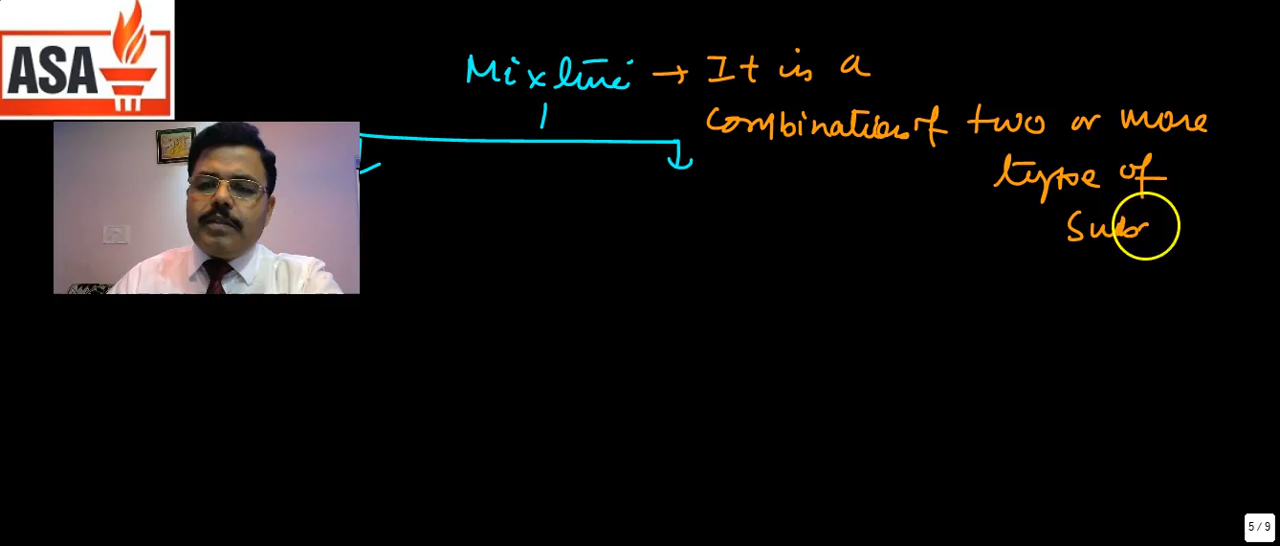 ASA
Mixture → It is a
combination of two or more
type of
Sub
5/9